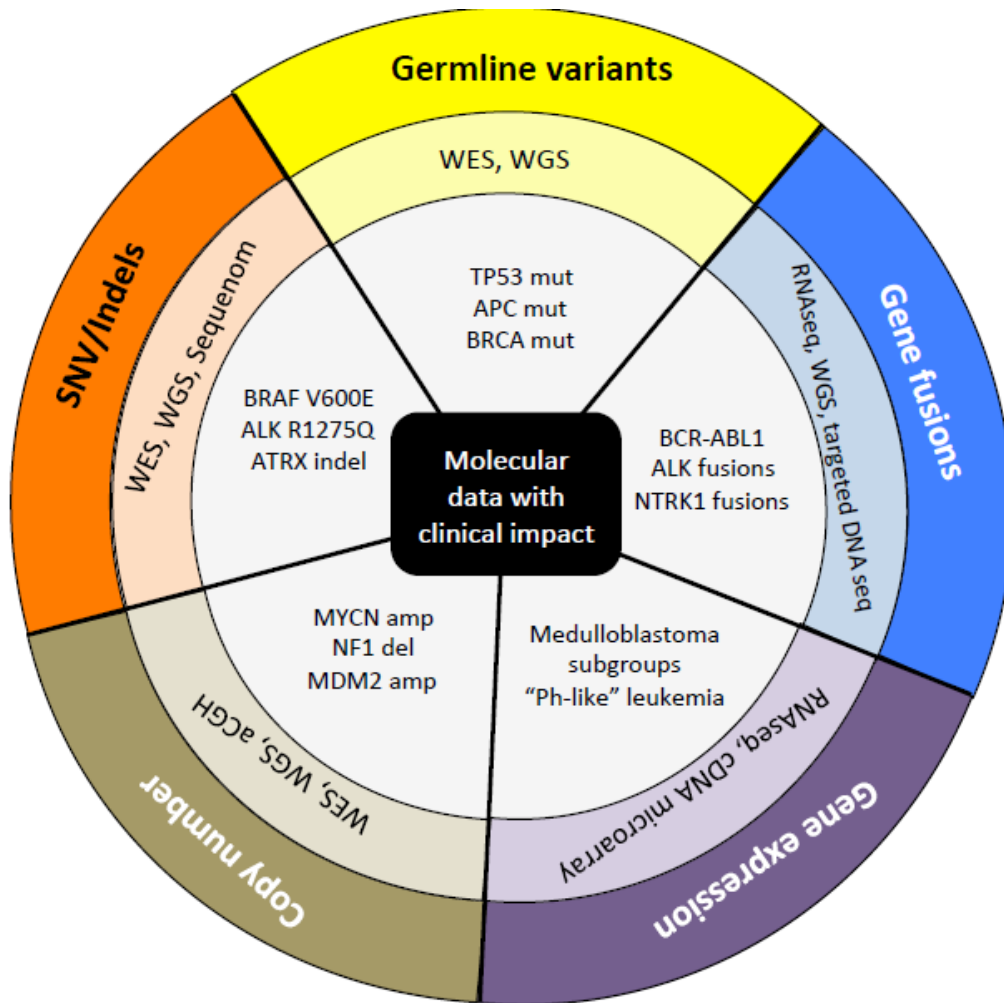 Germline variants
WES, WGS
TP53 mut
APC mut
BRCA mut
Gene fusions
RNAseq, WGS, targeted DNA seq
BCR-ABL1
ALK fusions
NTRK1 fusions
Gene expression
RNAseq, cDNA microarray
Medulloblastoma
subgroups
“Ph-like” leukemia
Copy number
WES, WGS, aCGH
MYCN amp
NF1 del
MDM2 amp
SNV/Indels
WES, WGS, Sequenom
BRAF V600E
ALK R1275Q
ATRX indel
Molecular
data with
clinical impact